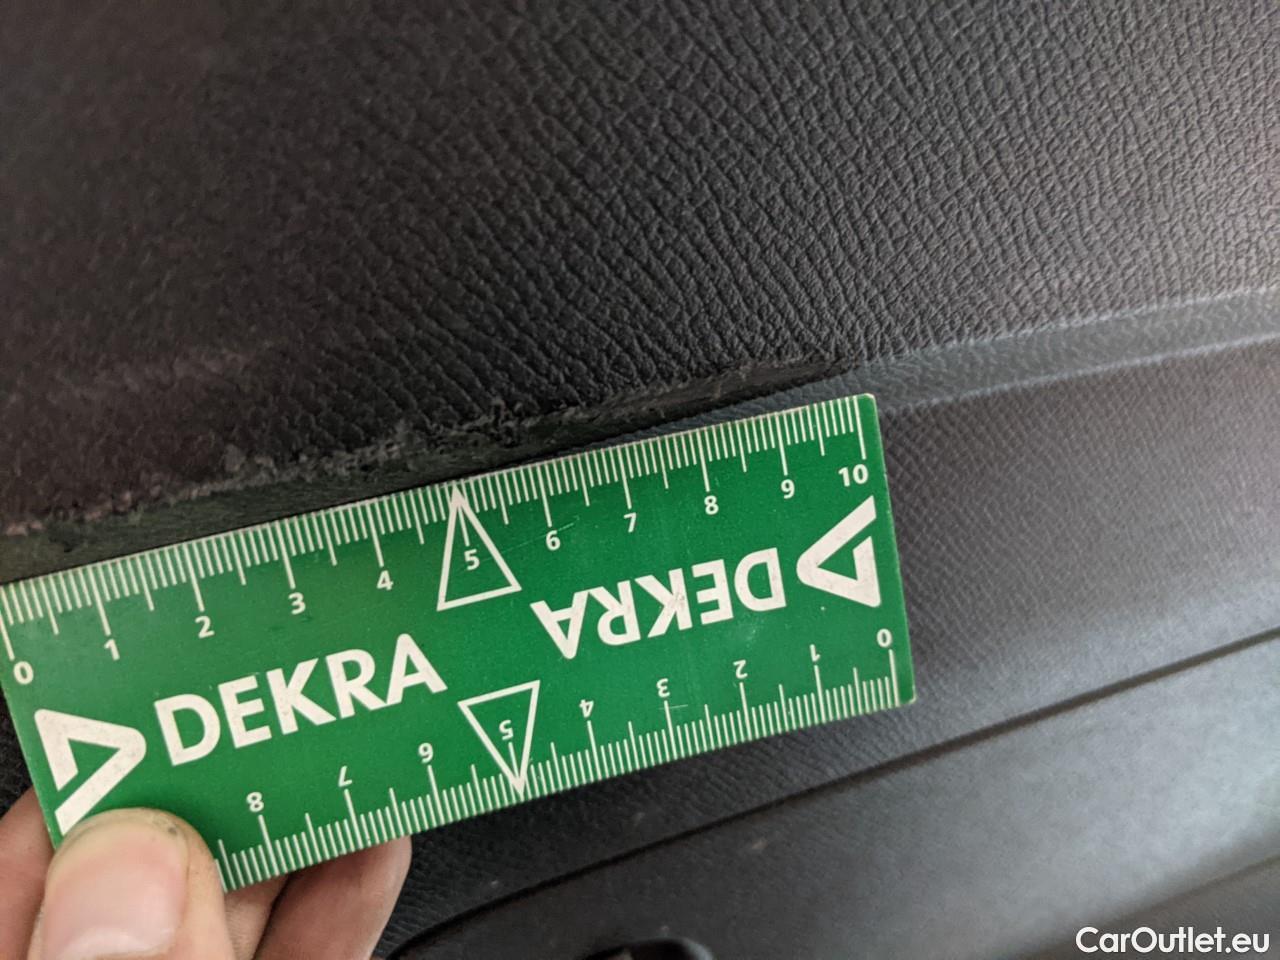 0 1 2 3 4 5 6 7 8 9 10
DEKRA
DEKRA
0 1 2 3 4 5 6 7 8
CarOutlet.eu